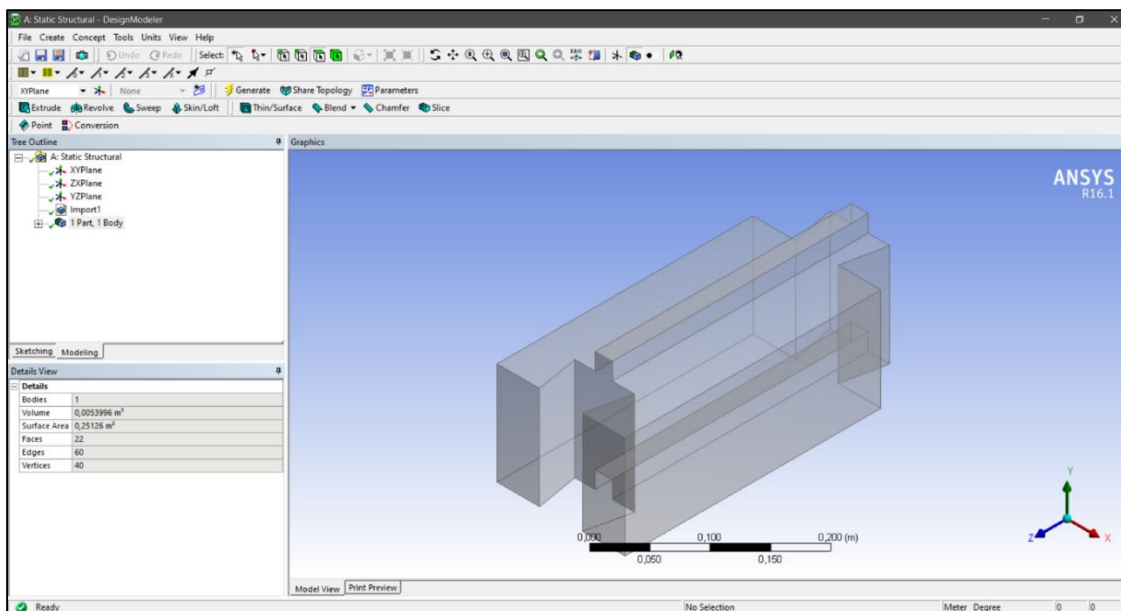 A: Static Structural - DesignModeler
File Create Concept Tools Units View Help
Undo Redo Select:
XYPlane None Generate Share Topology Parameters
Extrude Revolve Sweep Skin/Loft Thin/Surface Blend Chamfer Slice
Point Conversion
Tree Outline
A: Static Structural
XYPlane
ZXPlane
YZPlane
Import1
1 Part, 1 Body
Sketching Modeling
Details View
Details
Bodies 1
Volume 0,0053996 m³
Surface Area 0,25126 m²
Faces 22
Edges 60
Vertices 40
Graphics
ANSYS
R16.1
0,000 0,100 0,200 (m)
0,050 0,150
Y
Z X
Model View Print Preview
Ready No Selection Meter Degree 0 0